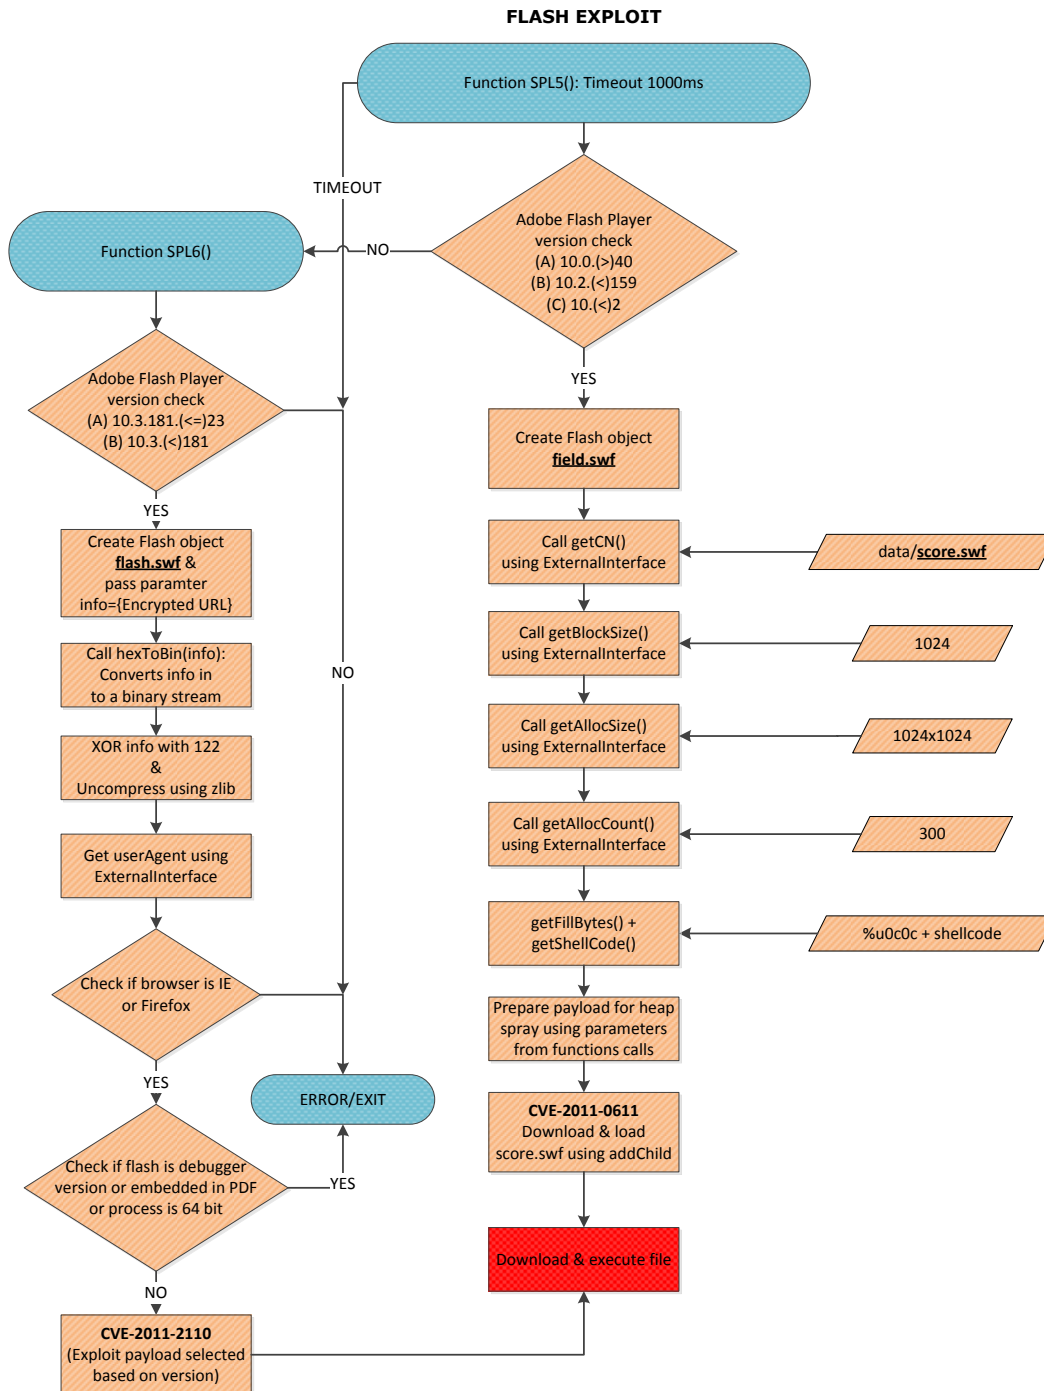 FLASH EXPLOIT
Function SPL5(): Timeout 1000ms
TIMEOUT
Adobe Flash Player
version check
(A) 10.0.(>)40
(B) 10.2.(<)159
(C) 10.(<)2
NO
Function SPL6()
YES
Adobe Flash Player
version check
(A) 10.3.181.(<=)23
(B) 10.3.(<)181
Create Flash object
field.swf
YES
Create Flash object
flash.swf &
pass paramter
info={Encrypted URL}
Call getCN()
using ExternalInterface
data/score.swf
Call hexToBin(info):
Converts info in
to a binary stream
NO
Call getBlockSize()
using ExternalInterface
1024
XOR info with 122
&
Uncompress using zlib
Call getAllocSize()
using ExternalInterface
1024x1024
Get userAgent using
ExternalInterface
Call getAllocCount()
using ExternalInterface
300
getFillBytes() +
getShellCode()
%u0c0c + shellcode
Check if browser is IE
or Firefox
Prepare payload for heap
spray using parameters
from functions calls
YES
ERROR/EXIT
CVE-2011-0611
Download & load
score.swf using addChild
Check if flash is debugger
version or embedded in PDF
or process is 64 bit
YES
Download & execute file
NO
CVE-2011-2110
(Exploit payload selected
based on version)